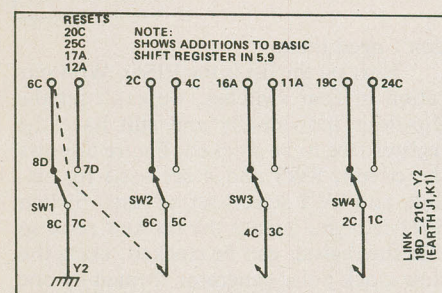 RESETS
20C
25C
17A
12A
NOTE:
SHOWS ADDITIONS TO BASIC
SHIFT REGISTER IN 5.9
6C
2C 4C
16A 11A
19C 24C
8D 7D
SW1
8C 7C
Y2
SW2
6C 5C
SW3
4C 3C
SW4
2C 1C
LINK
18D – 21C – Y2
(EARTH J1,K1)